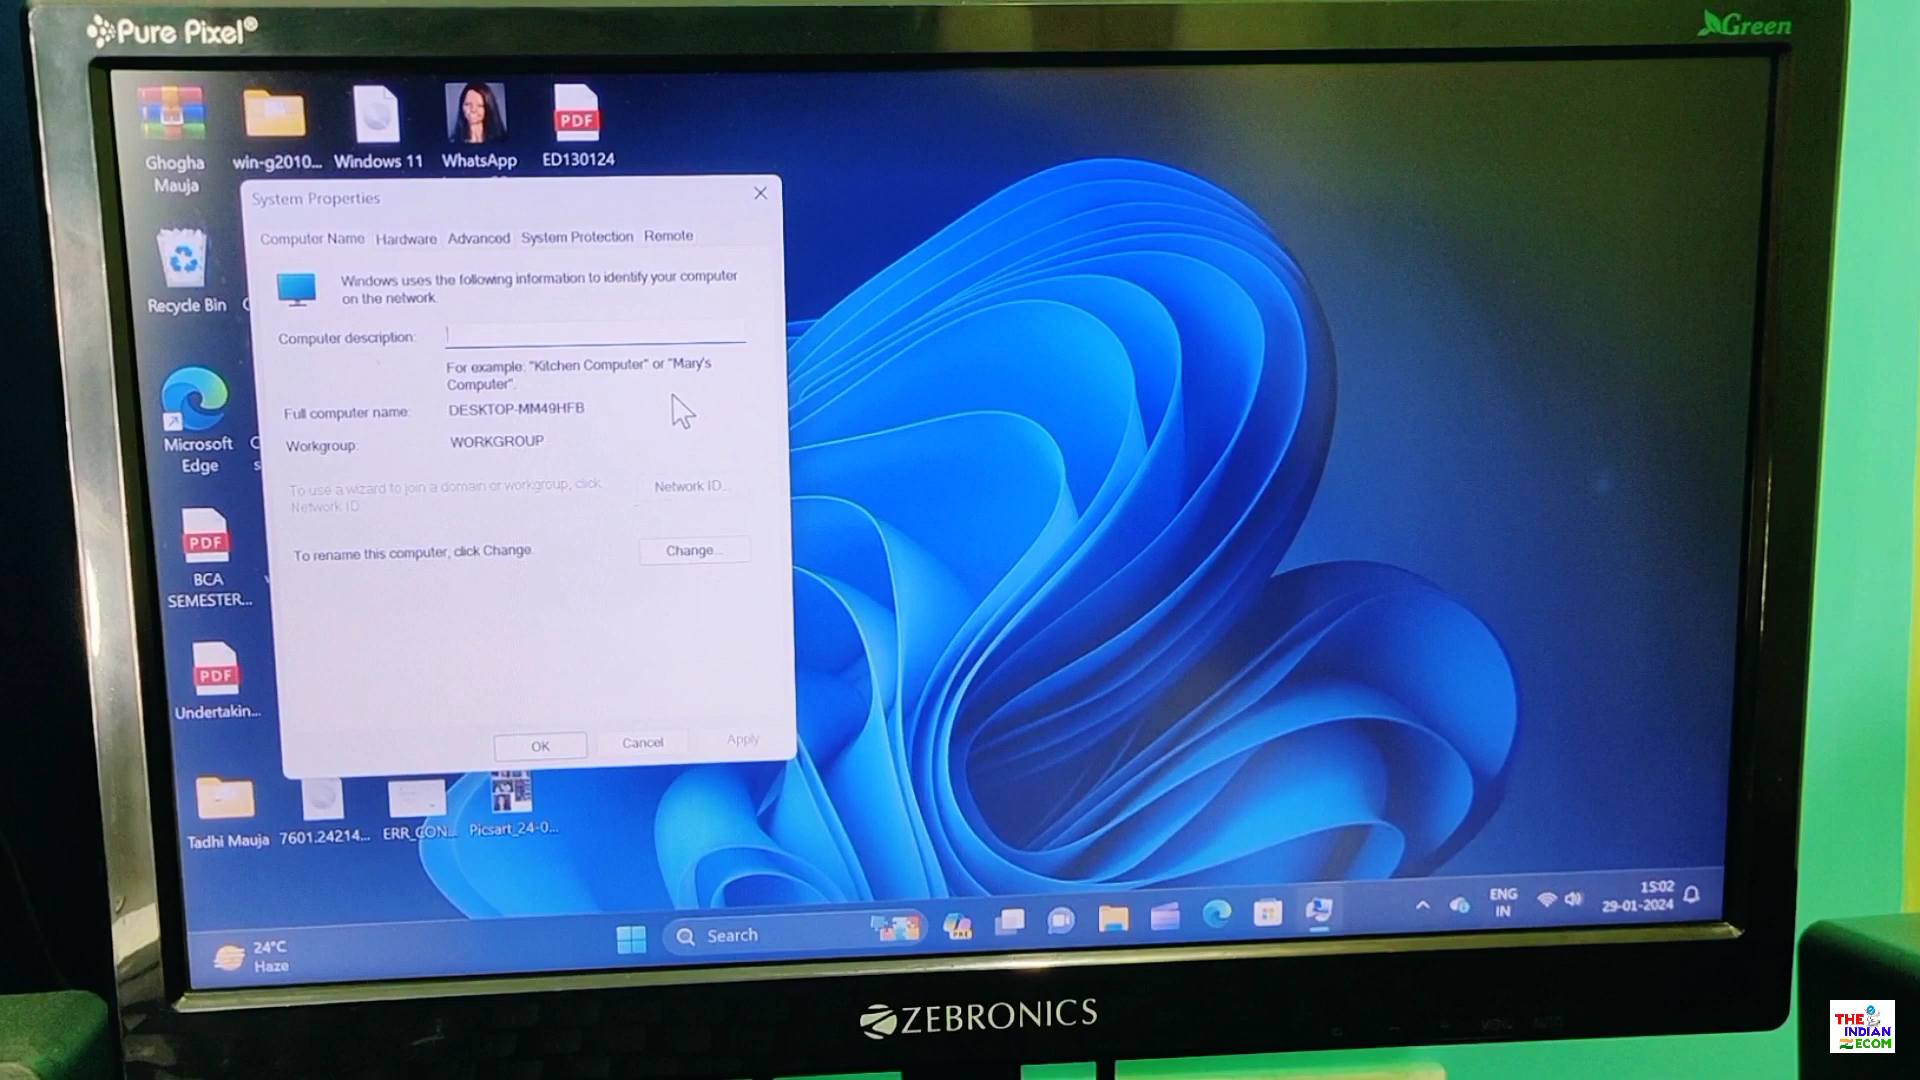 Pure Pixel®
Green
Ghogha
Mauja
win-g2010...
Windows 11
WhatsApp
PDF
ED130124
System Properties
Computer Name
Hardware
Advanced
System Protection
Remote
Windows uses the following information to identify your computer
on the network.
Computer description:
For example: "Kitchen Computer" or "Mary's
Computer".
Full computer name:
DESKTOP-MM49HFB
Workgroup:
WORKGROUP
To use a wizard to join a domain or workgroup, click
Network ID.
Network ID...
To rename this computer, click Change.
Change...
OK
Cancel
Apply
Recycle Bin
Microsoft
Edge
PDF
BCA
SEMESTER...
PDF
Undertakin...
Tadhi Mauja
7601.24214...
ERR_CON...
Picsart_24-0...
24°C
Haze
Search
PRE
ENG
IN
15:02
29-01-2024
ZEBRONICS
THE
INDIAN
ZECOM